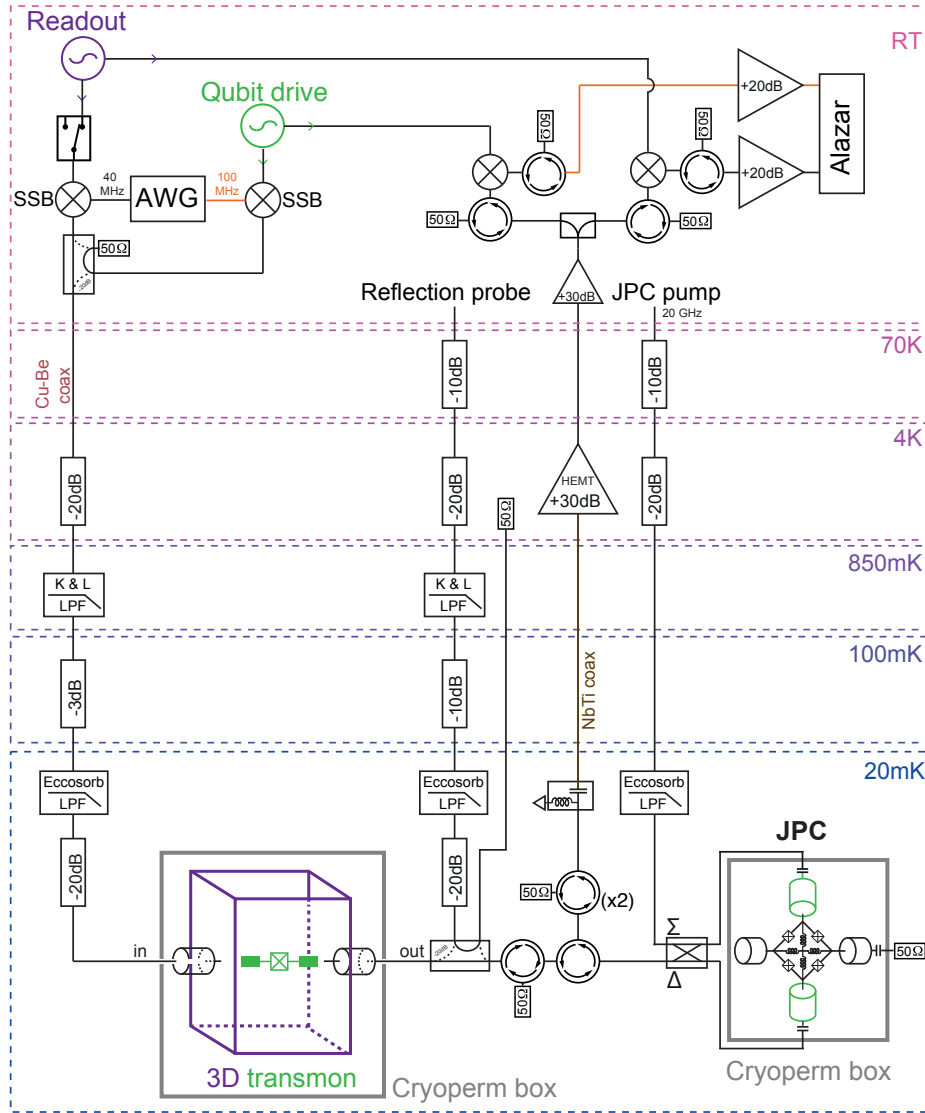 Readout
RT
Qubit drive
+20dB
50Ω
50Ω
Alazar
+20dB
40
MHz
AWG
100
MHz
SSB
SSB
50Ω
50Ω
50Ω
-20dB
+30dB
Reflection probe
JPC pump
20 GHz
70K
Cu-Be
coax
-10dB
-10dB
4K
-20dB
-20dB
HEMT
+30dB
-20dB
50Ω
850mK
K & L
LPF
K & L
LPF
100mK
-3dB
-10dB
NbTi coax
20mK
Eccosorb
LPF
Eccosorb
LPF
Eccosorb
LPF
JPC
-20dB
-20dB
50Ω
(x2)
in
out
-20dB
Σ
Δ
50Ω
50Ω
3D transmon
Cryoperm box
Cryoperm box